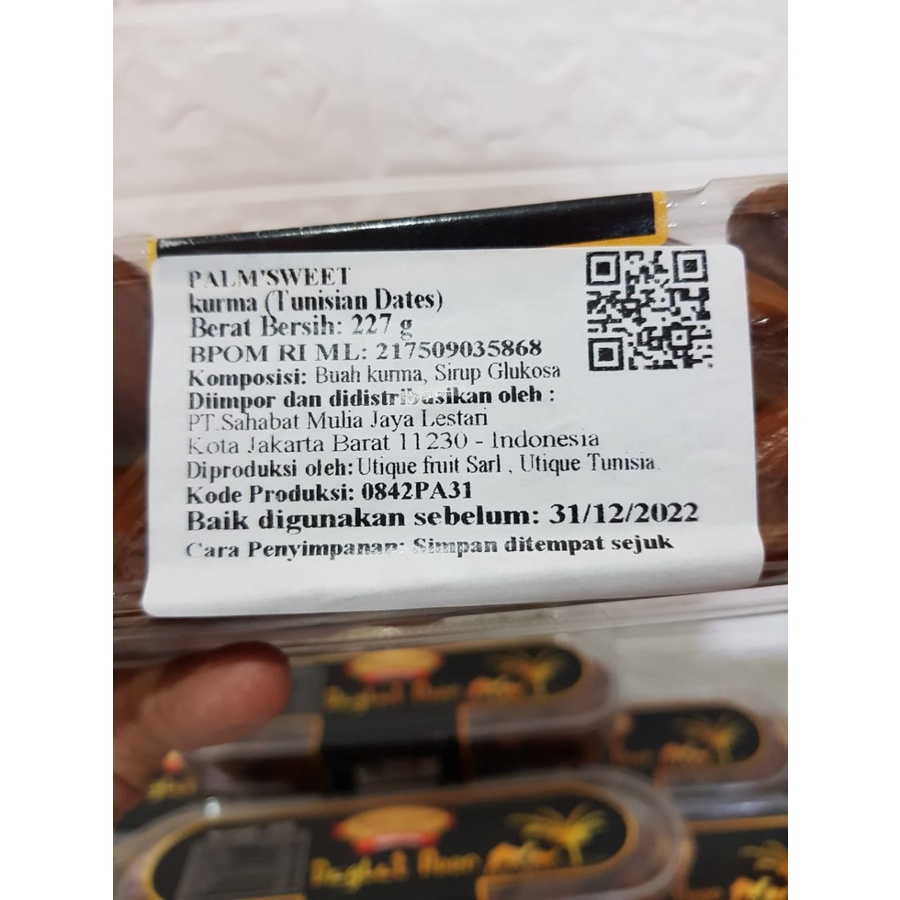 PALM'SWEET
kurma (Tunisian Dates)
Berat Bersih: 227 g
BPOM RI ML: 217509035868
Komposisi: Buah kurma, Sirup Glukosa
Diimpor dan didistribusikan oleh :
PT.Sahabat Mulia Jaya Lestari
Kota Jakarta Barat 11230 - Indonesia
Diproduksi oleh: Utique fruit Sarl , Utique Tunisia.
Kode Produksi: 0842PA31
Baik digunakan sebelum: 31/12/2022
Cara Penyimpanan: Simpan ditempat sejuk